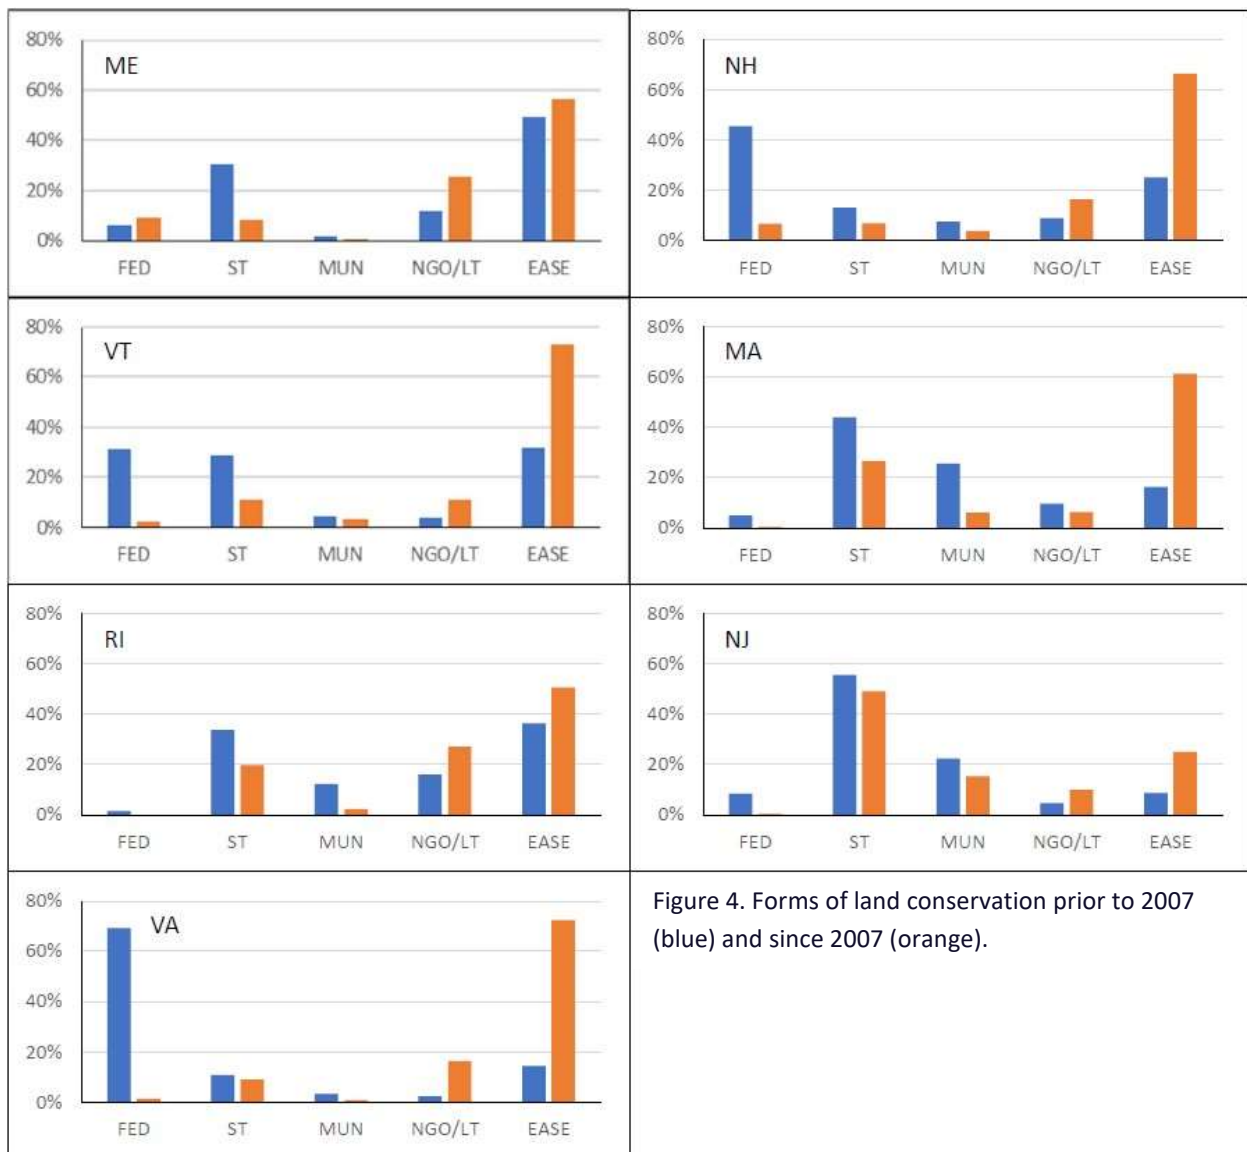 80%
ME
60%
40%
20%
0%
FED ST MUN NGO/LT EASE
80%
NH
60%
40%
20%
0%
FED ST MUN NGO/LT EASE
80%
VT
60%
40%
20%
0%
FED ST MUN NGO/LT EASE
80%
MA
60%
40%
20%
0%
FED ST MUN NGO/LT EASE
80%
RI
60%
40%
20%
0%
FED ST MUN NGO/LT EASE
80%
NJ
60%
40%
20%
0%
FED ST MUN NGO/LT EASE
80%
VA
60%
40%
20%
0%
FED ST MUN NGO/LT EASE
Figure 4. Forms of land conservation prior to 2007
(blue) and since 2007 (orange).